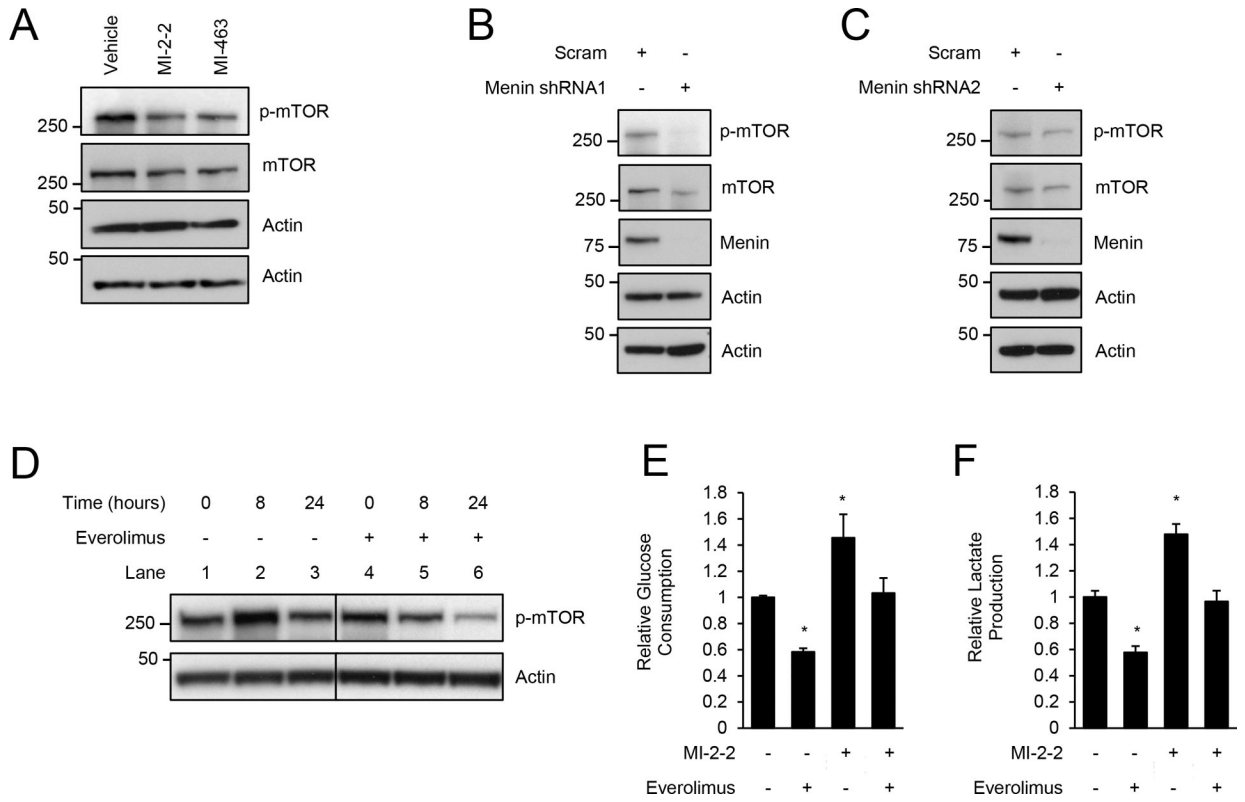 A
Vehicle
MI-2-2
MI-463
250
p-mTOR
250
mTOR
50
Actin
50
Actin
B
Scram + -
Menin shRNA1 - +
250
p-mTOR
250
mTOR
75
Menin
50
Actin
50
Actin
C
Scram + -
Menin shRNA2 - +
250
p-mTOR
250
mTOR
75
Menin
50
Actin
50
Actin
D
Time (hours) 0 8 24 0 8 24
Everolimus - - - + + +
Lane 1 2 3 4 5 6
250
p-mTOR
50
Actin
E
Relative Glucose
Consumption
1.8
1.6
1.4
1.2
1
0.8
0.6
0.4
0.2
0
*
*
MI-2-2 - - + +
Everolimus - + - +
F
Relative Lactate
Production
1.8
1.6
1.4
1.2
1
0.8
0.6
0.4
0.2
0
*
*
MI-2-2 - - + +
Everolimus - + - +